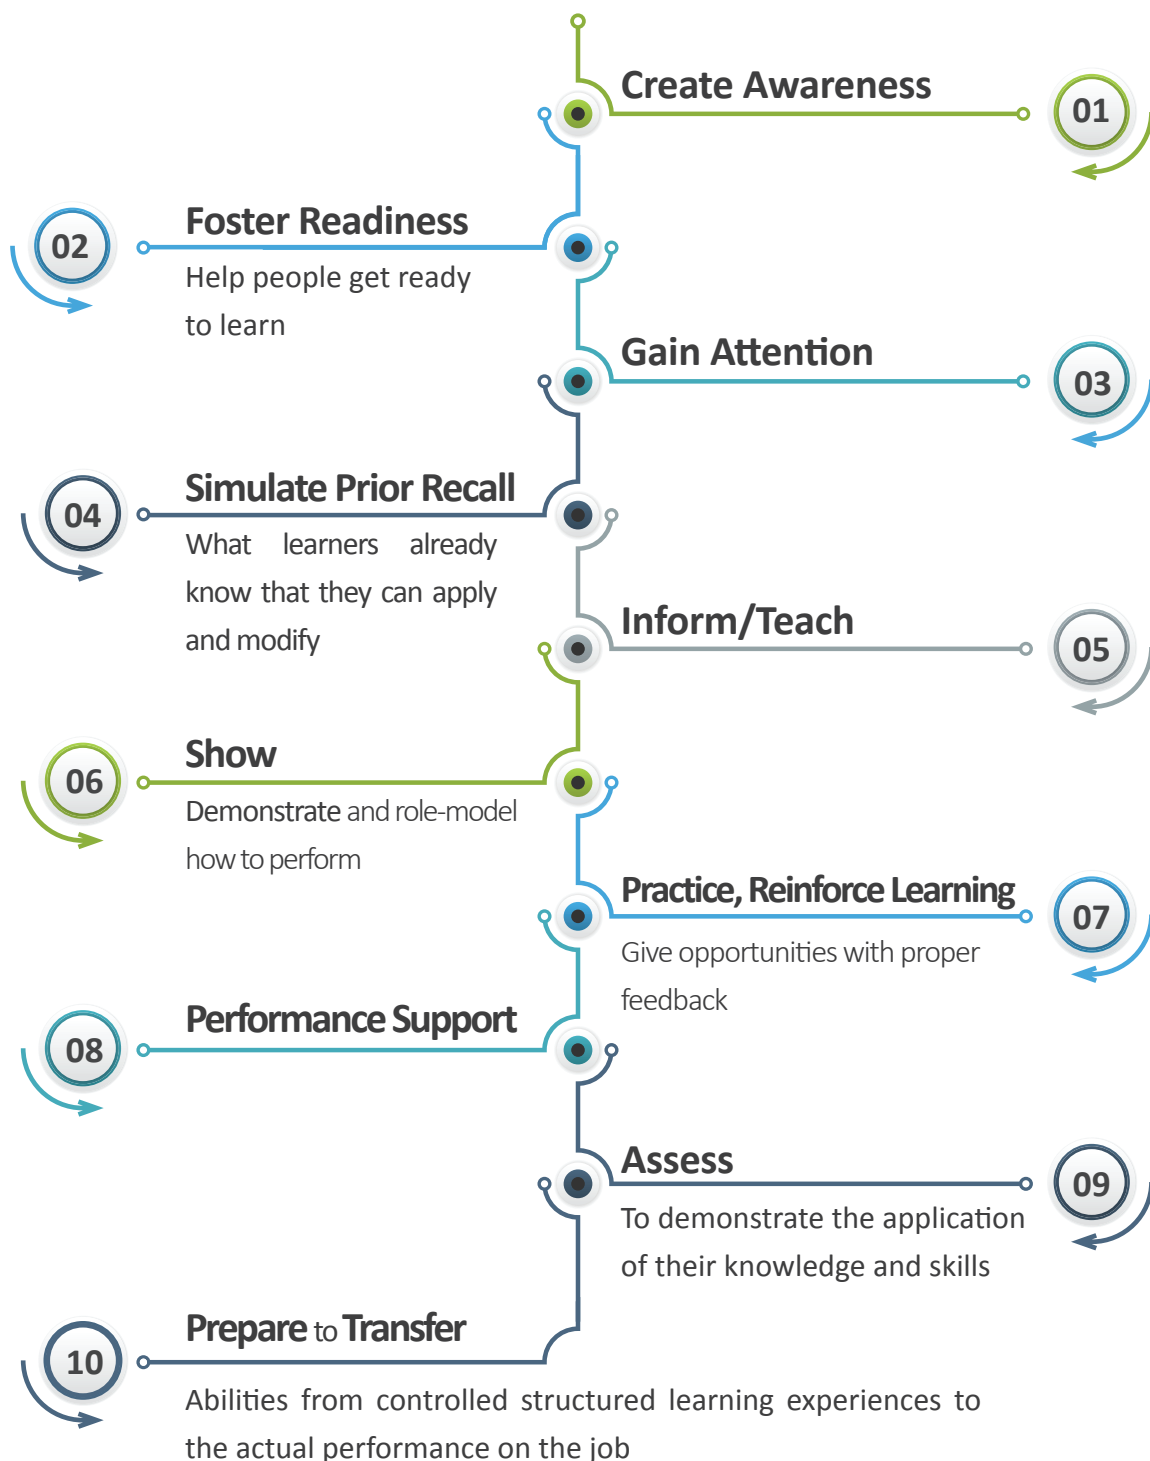 Create Awareness
01
02
Foster Readiness
Help people get ready
to learn
Gain Attention
03
04
Simulate Prior Recall
What learners already
know that they can apply
and modify
Inform/Teach
05
06
Show
Demonstrate and role-model
how to perform
Practice, Reinforce Learning
07
Give opportunities with proper
feedback
08
Performance Support
Assess
09
To demonstrate the application
of their knowledge and skills
10
Prepare to Transfer
Abilities from controlled structured learning experiences to
the actual performance on the job